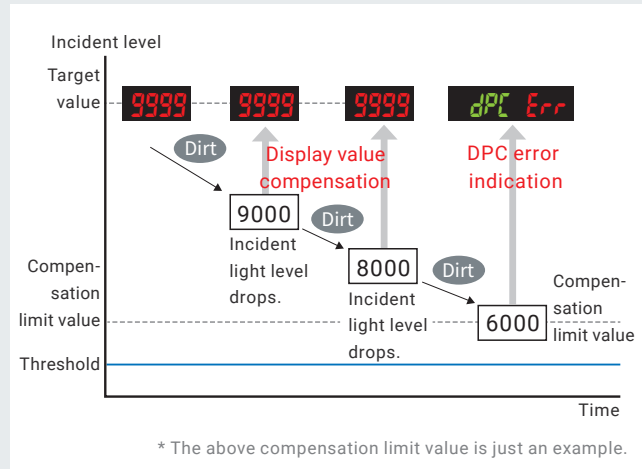 Incident level
Target
value
9999
9999
9999
dPC Err
Dirt
Display value
compensation
DPC error
indication
9000
Dirt
Incident
light level
drops.
8000
Dirt
Incident
light level
drops.
6000
Compen-
sation
limit value
Compen-
sation
limit value
Threshold
Time
* The above compensation limit value is just an example.